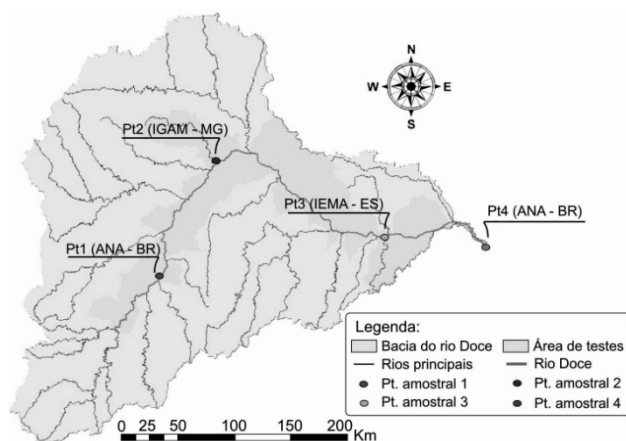 N
W E
S
Pt2 (IGAM - MG)
Pt3 (IEMA - ES)
Pt4 (ANA - BR)
Pt1 (ANA - BR)
Legenda:
Bacia do rio Doce Área de testes
Rios principais Rio Doce
Pt. amostral 1 Pt. amostral 2
Pt. amostral 3 Pt. amostral 4
0 25 50 100 150 200
Km